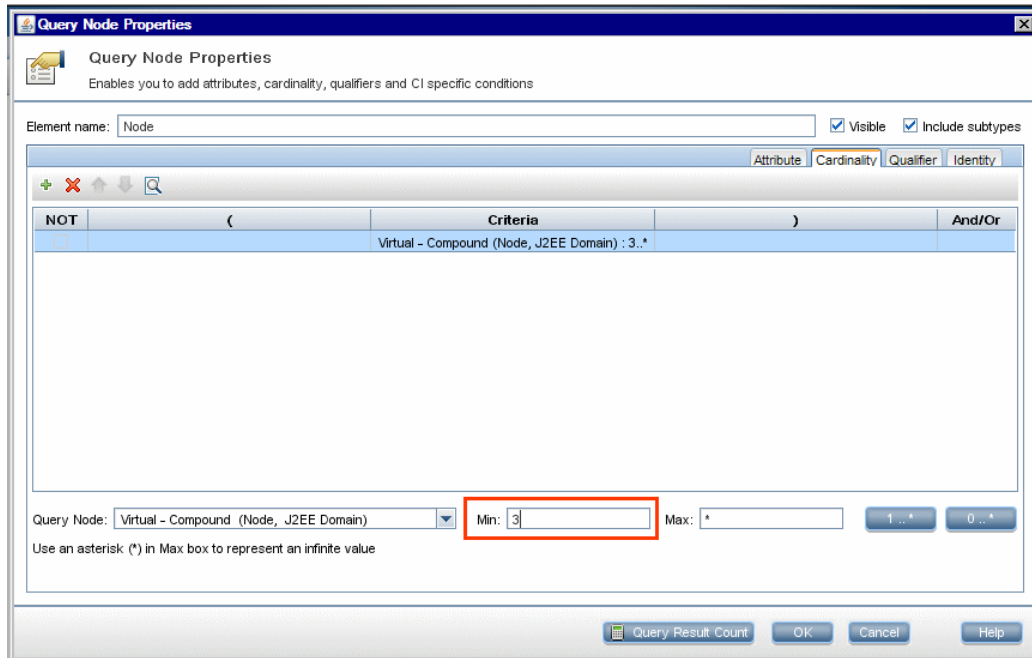 Query Node Properties
Query Node Properties
Enables you to add attributes, cardinality, qualifiers and CI specific conditions
Element name: Node Visible Include subtypes
Attribute Cardinality Qualifier Identity
NOT ( Criteria ) And/Or
Virtual - Compound (Node, J2EE Domain) : 3..*
Query Node: Virtual - Compound (Node, J2EE Domain) Min: 3 Max: * 1 ..* 0 ..*
Use an asterisk (*) in Max box to represent an infinite value
Query Result Count OK Cancel Help